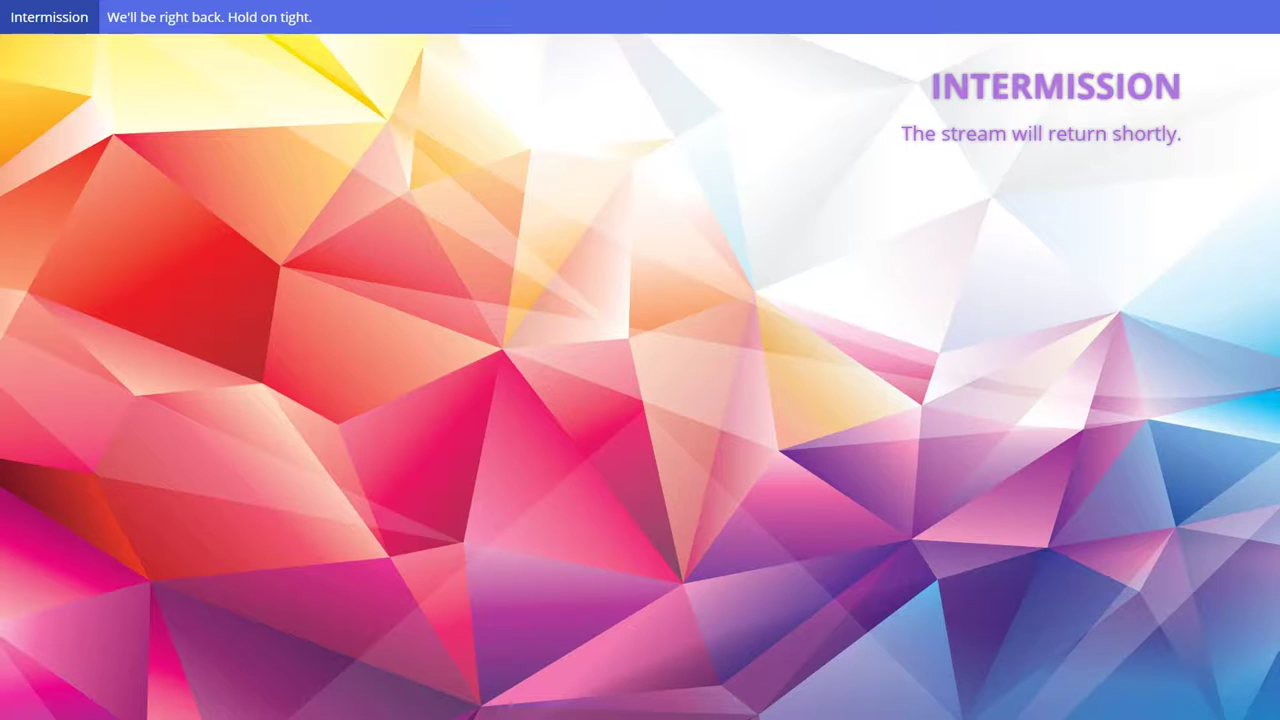 Intermission We'll be right back. Hold on tight.
INTERMISSION
The stream will return shortly.